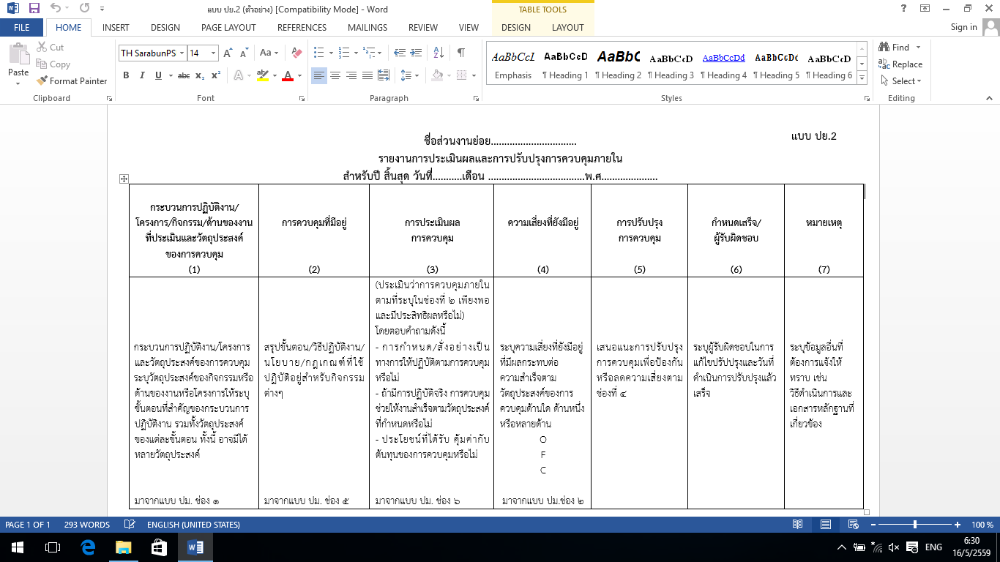 แบบ ปย.2 (ตัวอย่าง) [Compatibility Mode] - Word
TABLE TOOLS
FILE HOME INSERT DESIGN PAGE LAYOUT REFERENCES MAILINGS REVIEW VIEW DESIGN LAYOUT Sign in
Paste
Cut
Copy
Format Painter
Clipboard
TH SarabunPS 14
Font
Paragraph
AaBbCcI AaBbCcD AaBbC AaBbCcD AaBbCcDd AaBbCcDc AaBbCcD
Emphasis ¶ Heading 1 ¶ Heading 2 ¶ Heading 3 ¶ Heading 4 ¶ Heading 5 ¶ Heading 6
Styles
Find
Replace
Select
Editing
แบบ ปย.2
ชื่อส่วนงานย่อย................................
รายงานการประเมินผลและการปรับปรุงการควบคุมภายใน
สำหรับปี สิ้นสุด วันที่...........เดือน ....................................พ.ศ.....................
กระบวนการปฏิบัติงาน/
โครงการ/กิจกรรม/ด้านของงาน
ที่ประเมินและวัตถุประสงค์
ของการควบคุม
(1)
การควบคุมที่มีอยู่
(2)
การประเมินผล
การควบคุม
(3)
ความเสี่ยงที่ยังมีอยู่
(4)
การปรับปรุง
การควบคุม
(5)
กำหนดเสร็จ/
ผู้รับผิดชอบ
(6)
หมายเหตุ
(7)
กระบวนการปฏิบัติงาน/โครงการ
และวัตถุประสงค์ของการควบคุม
ระบุวัตถุประสงค์ของกิจกรรมหรือ
ด้านของงานหรือโครงการให้ระบุ
ขั้นตอนที่สำคัญของกระบวนการ
ปฏิบัติงาน รวมทั้งวัตถุประสงค์
ของแต่ละขั้นตอน ทั้งนี้ อาจมีได้
หลายวัตถุประสงค์
มาจากแบบ ปม. ช่อง ๑
สรุปขั้นตอน/วิธีปฏิบัติงาน/
นโยบาย/กฎเกณฑ์ที่ใช้
ปฏิบัติอยู่สำหรับกิจกรรม
ต่างๆ
มาจากแบบ ปม. ช่อง ๕
(ประเมินว่าการควบคุมภายใน
ตามที่ระบุในช่องที่ ๒ เพียงพอ
และมีประสิทธิผลหรือไม่)
โดยตอบคำถามดังนี้
- การกำหนด/สั่งอย่างเป็น
ทางการให้ปฏิบัติตามการควบคุม
หรือไม่
- ถ้ามีการปฏิบัติจริง การควบคุม
ช่วยให้งานสำเร็จตามวัตถุประสงค์
ที่กำหนดหรือไม่
- ประโยชน์ที่ได้รับ คุ้มค่ากับ
ต้นทุนของการควบคุมหรือไม่
มาจากแบบ ปม. ช่อง ๖
ระบุความเสี่ยงที่ยังมีอยู่
ที่มีผลกระทบต่อ
ความสำเร็จตาม
วัตถุประสงค์ของการ
ควบคุมด้านใด ด้านหนึ่ง
หรือหลายด้าน
O
F
C
มาจากแบบ ปม.ช่อง ๒
เสนอแนะการปรับปรุง
การควบคุมเพื่อป้องกัน
หรือลดความเสี่ยงตาม
ช่องที่ ๔
ระบุผู้รับผิดชอบในการ
แก้ไขปรับปรุงและวันที่
ดำเนินการปรับปรุงแล้ว
เสร็จ
ระบุข้อมูลอื่นที่
ต้องการแจ้งให้
ทราบ เช่น
วิธีดำเนินการและ
เอกสารหลักฐานที่
เกี่ยวข้อง
PAGE 1 OF 1 293 WORDS ENGLISH (UNITED STATES) 100 %
ENG
6:30
16/5/2559